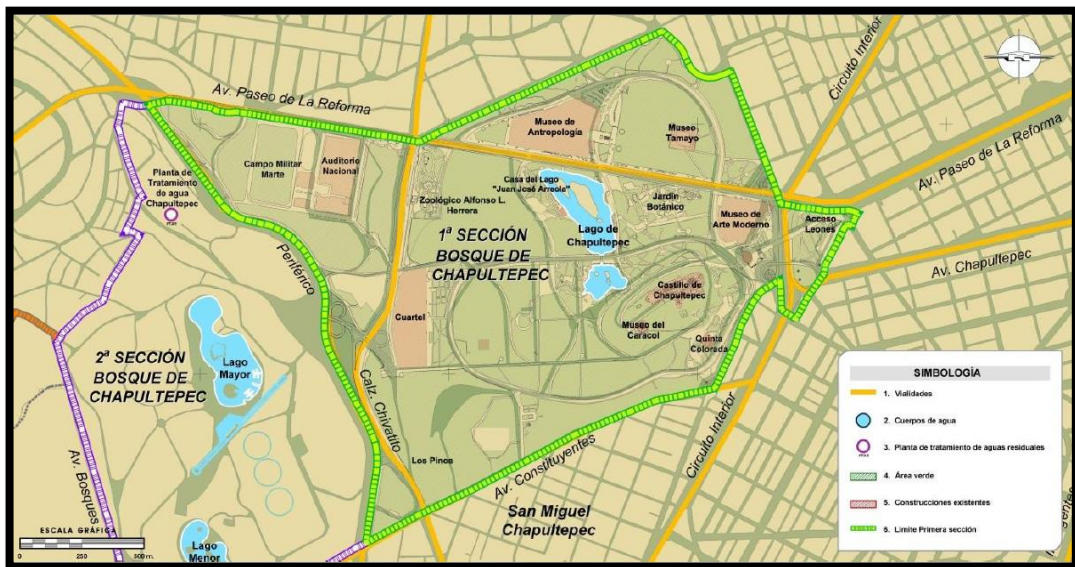 Av. Paseo de La Reforma
Circuito Interior
Av. Paseo de La Reforma
Museo de
Antropología
Museo
Tamayo
Planta de
Tratamiento
de agua
Chapultepec
Campo Militar
Marte
Auditorio
Nacional
Casa del Lago
"Juan José Arreola"
Zoológico Alfonso L.
Herrera
Jardín
Botánico
Museo de
Arte Moderno
Acceso
Leones
Lago de
Chapultepec
1ª SECCIÓN
BOSQUE DE
CHAPULTEPEC
Av. Chapultepec
Periférico
Castillo de
Chapultepec
Cuartel
Museo del
Caracol
Quinta
Colorada
2ª SECCIÓN
BOSQUE DE
CHAPULTEPEC
Lago
Mayor
Calz. Chivatito
Los Pinos
Av. Constituyentes
Circuito Interior
San Miguel
Chapultepec
Av. Bosques
Lago
Menor
ESCALA GRÁFICA
0 250 500 m.
SIMBOLOGÍA
1. Vialidades
2. Cuerpos de agua
3. Planta de tratamiento de aguas residuales
4. Área verde
5. Construcciones existentes
6. Límite Primera sección